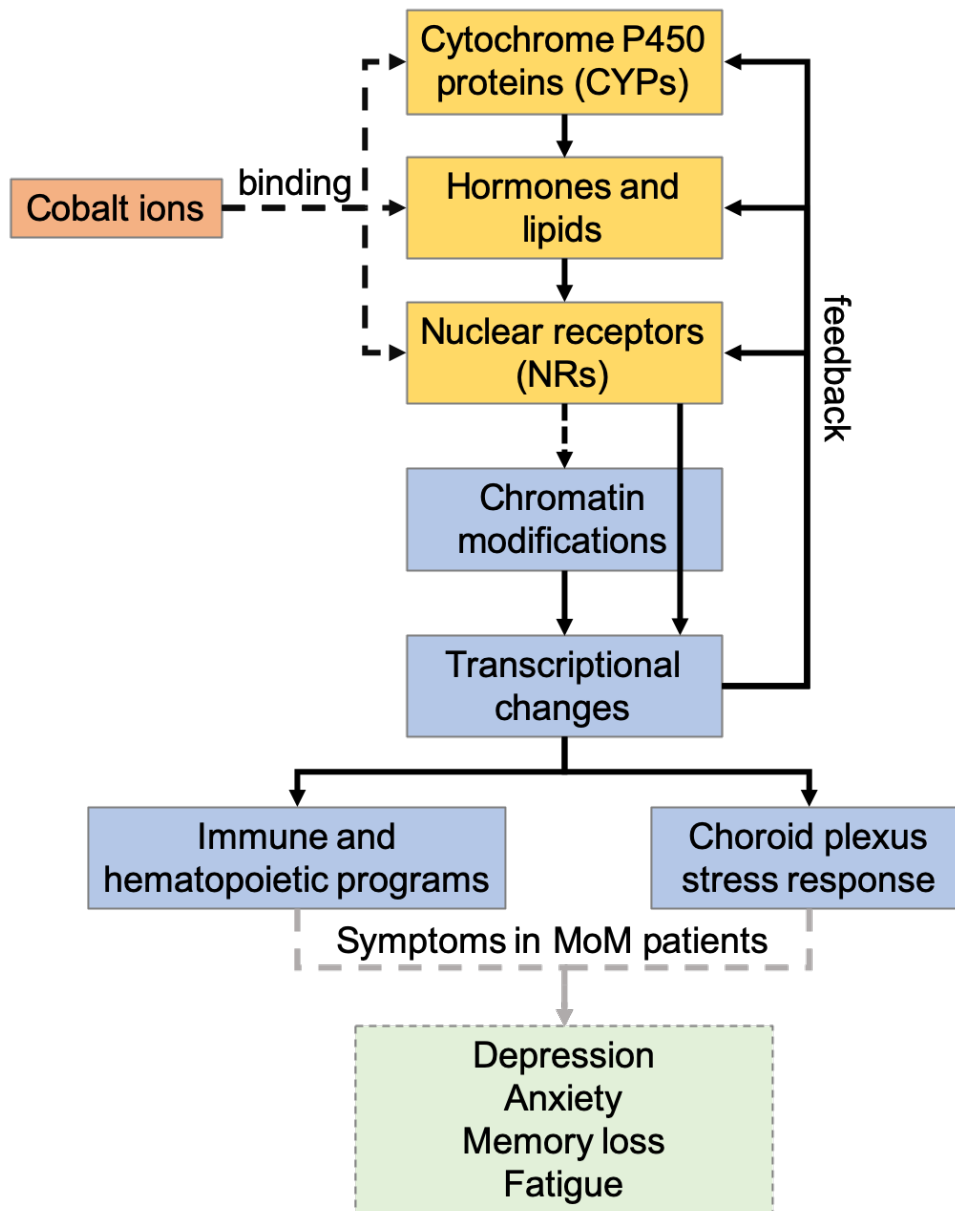 Cytochrome P450
proteins (CYPs)
binding
Cobalt ions
Hormones and
lipids
Nuclear receptors
(NRs)
feedback
Chromatin
modifications
Transcriptional
changes
Immune and
hematopoietic programs
Choroid plexus
stress response
Symptoms in MoM patients
Depression
Anxiety
Memory loss
Fatigue